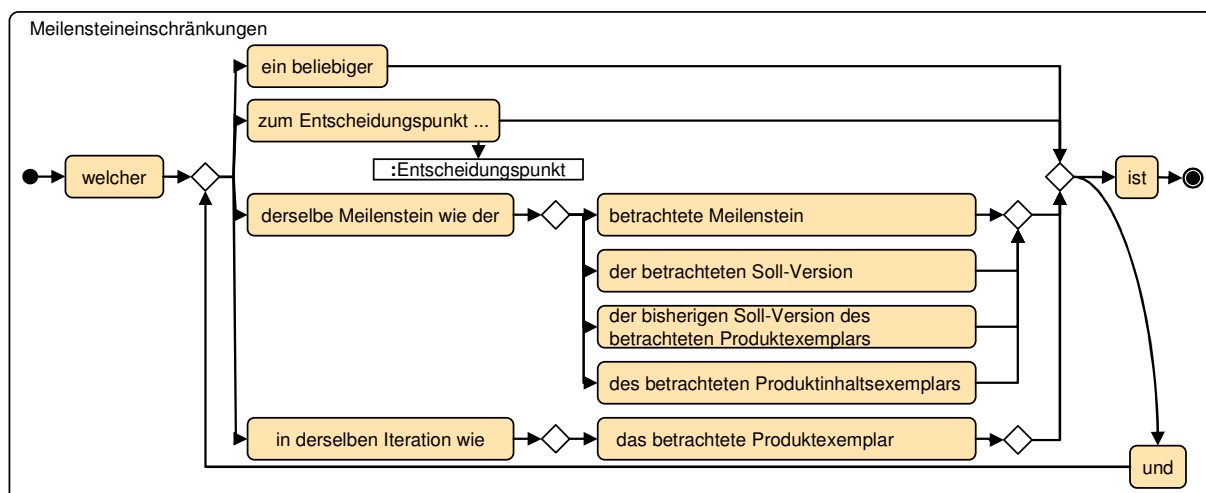 Meilensteineinschränkungen
ein beliebiger
zum Entscheidungspunkt ...
:Entscheidungspunkt
welcher
ist
derselbe Meilenstein wie der
betrachtete Meilenstein
der betrachteten Soll-Version
der bisherigen Soll-Version des
betrachteten Produktexemplars
des betrachteten Produktinhaltsexemplars
in derselben Iteration wie
das betrachtete Produktexemplar
und